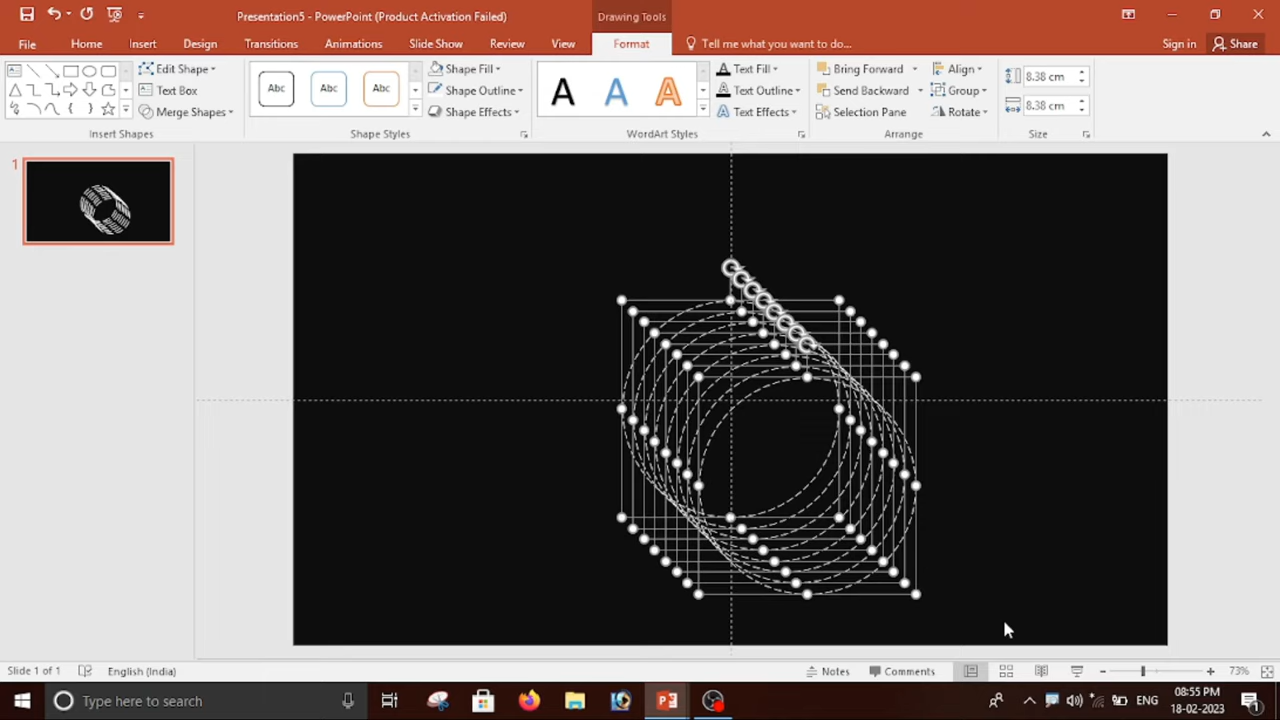 Presentation5 - PowerPoint (Product Activation Failed)
Drawing Tools
File Home Insert Design Transitions Animations Slide Show Review View Format Tell me what you want to do... Sign in Share
Edit Shape
Text Box
Merge Shapes
Insert Shapes
Abc Abc Abc
Shape Fill
Shape Outline
Shape Effects
Shape Styles
A A A
Text Fill
Text Outline
Text Effects
WordArt Styles
Bring Forward
Send Backward
Selection Pane
Align
Group
Rotate
Arrange
8.38 cm
8.38 cm
Size
1
Slide 1 of 1 English (India) Notes Comments 73%
Type here to search
ENG
08:55 PM
18-02-2023
1